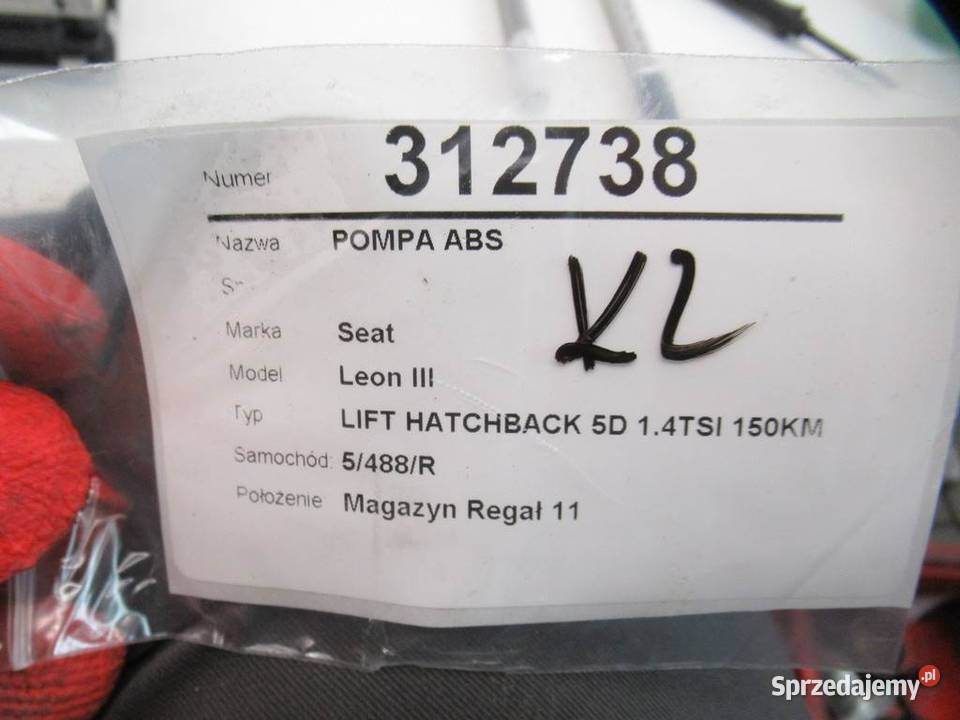 Numer 312738
Nazwa POMPA ABS
Marka Seat
Model Leon III
Typ LIFT HATCHBACK 5D 1.4TSI 150KM
Samochód: 5/488/R
Położenie Magazyn Regał 11
Sprzedajemy.pl